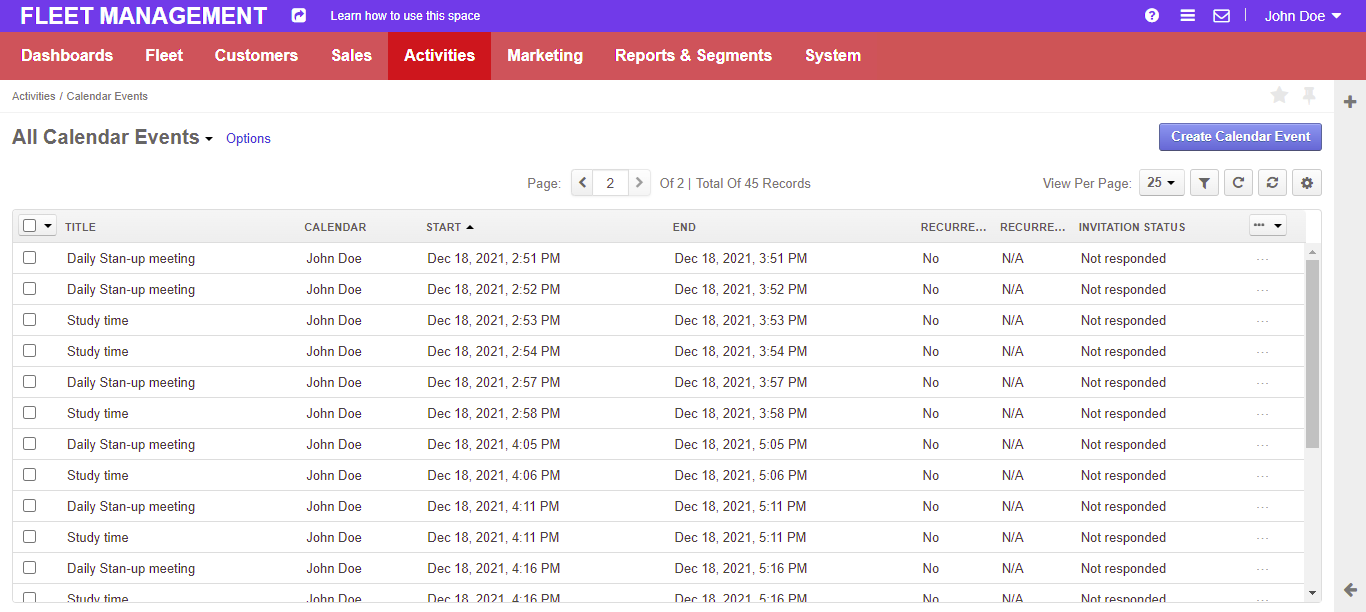 FLEET MANAGEMENT Learn how to use this space John Doe
Dashboards Fleet Customers Sales Activities Marketing Reports & Segments System
Activities / Calendar Events
All Calendar Events Options Create Calendar Event
Page: 2 Of 2 | Total Of 45 Records View Per Page: 25
TITLE CALENDAR START END RECURRE... RECURRE... INVITATION STATUS
Daily Stan-up meeting John Doe Dec 18, 2021, 2:51 PM Dec 18, 2021, 3:51 PM No N/A Not responded ...
Daily Stan-up meeting John Doe Dec 18, 2021, 2:52 PM Dec 18, 2021, 3:52 PM No N/A Not responded ...
Study time John Doe Dec 18, 2021, 2:53 PM Dec 18, 2021, 3:53 PM No N/A Not responded ...
Study time John Doe Dec 18, 2021, 2:54 PM Dec 18, 2021, 3:54 PM No N/A Not responded ...
Daily Stan-up meeting John Doe Dec 18, 2021, 2:57 PM Dec 18, 2021, 3:57 PM No N/A Not responded ...
Study time John Doe Dec 18, 2021, 2:58 PM Dec 18, 2021, 3:58 PM No N/A Not responded ...
Daily Stan-up meeting John Doe Dec 18, 2021, 4:05 PM Dec 18, 2021, 5:05 PM No N/A Not responded ...
Study time John Doe Dec 18, 2021, 4:06 PM Dec 18, 2021, 5:06 PM No N/A Not responded ...
Daily Stan-up meeting John Doe Dec 18, 2021, 4:11 PM Dec 18, 2021, 5:11 PM No N/A Not responded ...
Study time John Doe Dec 18, 2021, 4:11 PM Dec 18, 2021, 5:11 PM No N/A Not responded ...
Daily Stan-up meeting John Doe Dec 18, 2021, 4:16 PM Dec 18, 2021, 5:16 PM No N/A Not responded ...
Study time John Doe Dec 18, 2021, 4:16 PM Dec 18, 2021, 5:16 PM No N/A Not responded ...